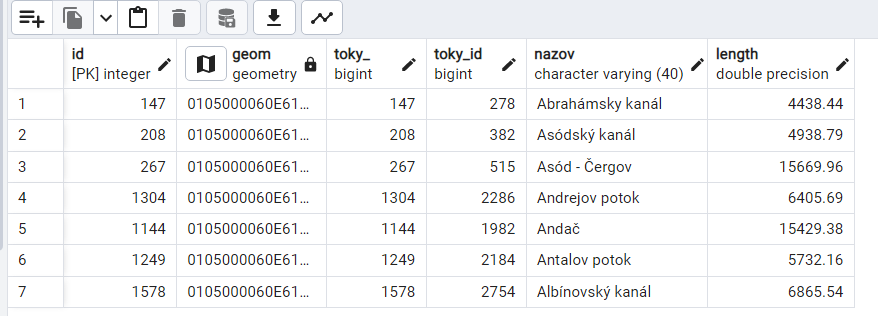 id geom toky_ toky_id nazov length
[PK] integer geometry bigint bigint character varying (40) double precision
1 147 0105000060E61… 147 278 Abrahámsky kanál 4438.44
2 208 0105000060E61… 208 382 Asódský kanál 4938.79
3 267 0105000060E61… 267 515 Asód - Čergov 15669.96
4 1304 0105000060E61… 1304 2286 Andrejov potok 6405.69
5 1144 0105000060E61… 1144 1982 Andač 15429.38
6 1249 0105000060E61… 1249 2184 Antalov potok 5732.16
7 1578 0105000060E61… 1578 2754 Albínovský kanál 6865.54